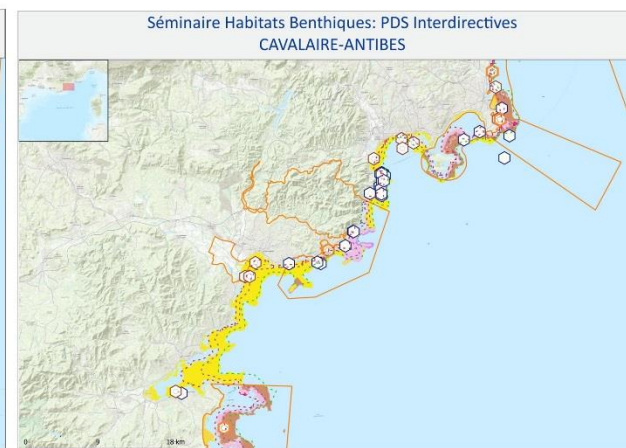 Séminaire Habitats Benthiques: PDS Interdirectives
CAVALAIRE-ANTIBES
0 9 18 km